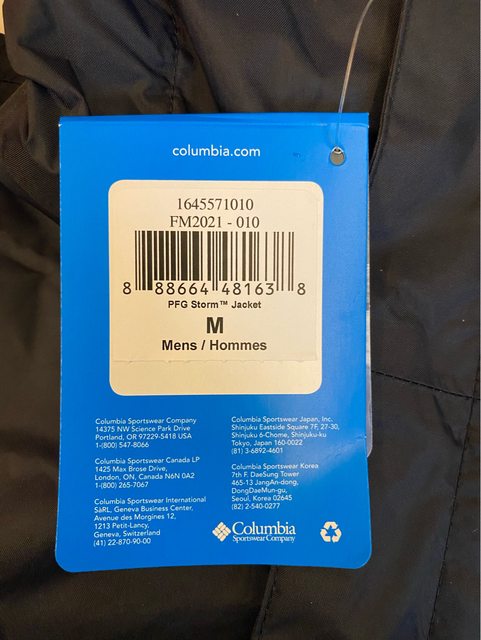 columbia.com
1645571010
FM2021 - 010
8 88664 48163 8
PFG Storm™ Jacket
M
Mens / Hommes
Columbia Sportswear Company
14375 NW Science Park Drive
Portland, OR 97229-5418 USA
1-(800) 547-8066
Columbia Sportswear Canada LP
1425 Max Brose Drive,
London, ON, Canada N6N 0A2
1-(800) 265-7067
Columbia Sportswear International
SàRL, Geneva Business Center,
Avenue des Morgines 12,
1213 Petit-Lancy,
Geneva, Switzerland
(41) 22-870-90-00
Columbia Sportswear Japan, Inc.
Shinjuku Eastside Square 7F, 27-30,
Shinjuku 6-Chome, Shinjuku-ku
Tokyo, Japan 160-0022
(81) 3-6892-4601
Columbia Sportswear Korea
7th F. DaeSung Tower
465-13 JangAn-dong,
DongDaeMun-gu,
Seoul, Korea 02645
(82) 2-540-0277
Columbia
Sportswear Company